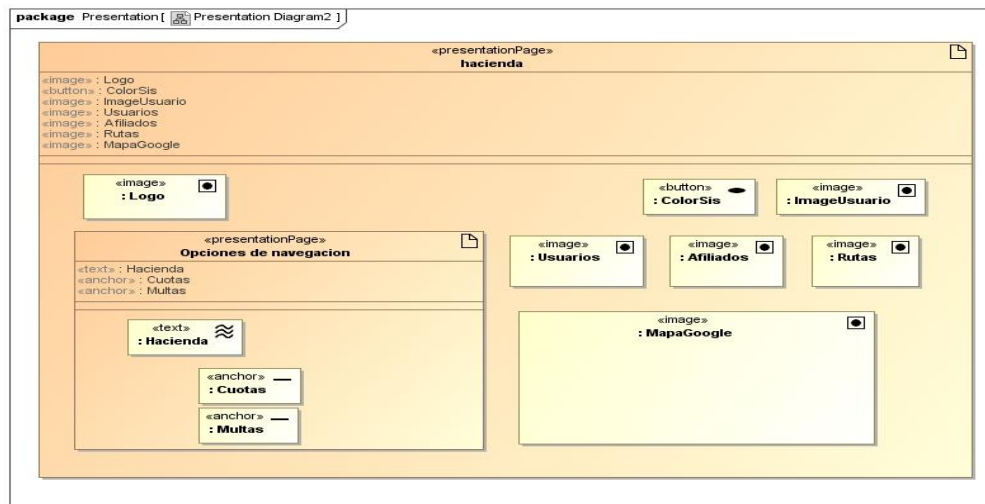 package Presentation [ Presentation Diagram2 ]
«presentationPage»
hacienda
«image» : Logo
«button» : ColorSis
«image» : ImageUsuario
«image» : Usuarios
«image» : Afiliados
«image» : Rutas
«image» : MapaGoogle
«image»
: Logo
«button»
: ColorSis
«image»
: ImageUsuario
«presentationPage»
Opciones de navegacion
«text» : Hacienda
«anchor» : Cuotas
«anchor» : Multas
«text»
: Hacienda
«anchor»
: Cuotas
«anchor»
: Multas
«image»
: Usuarios
«image»
: Afiliados
«image»
: Rutas
«image»
: MapaGoogle